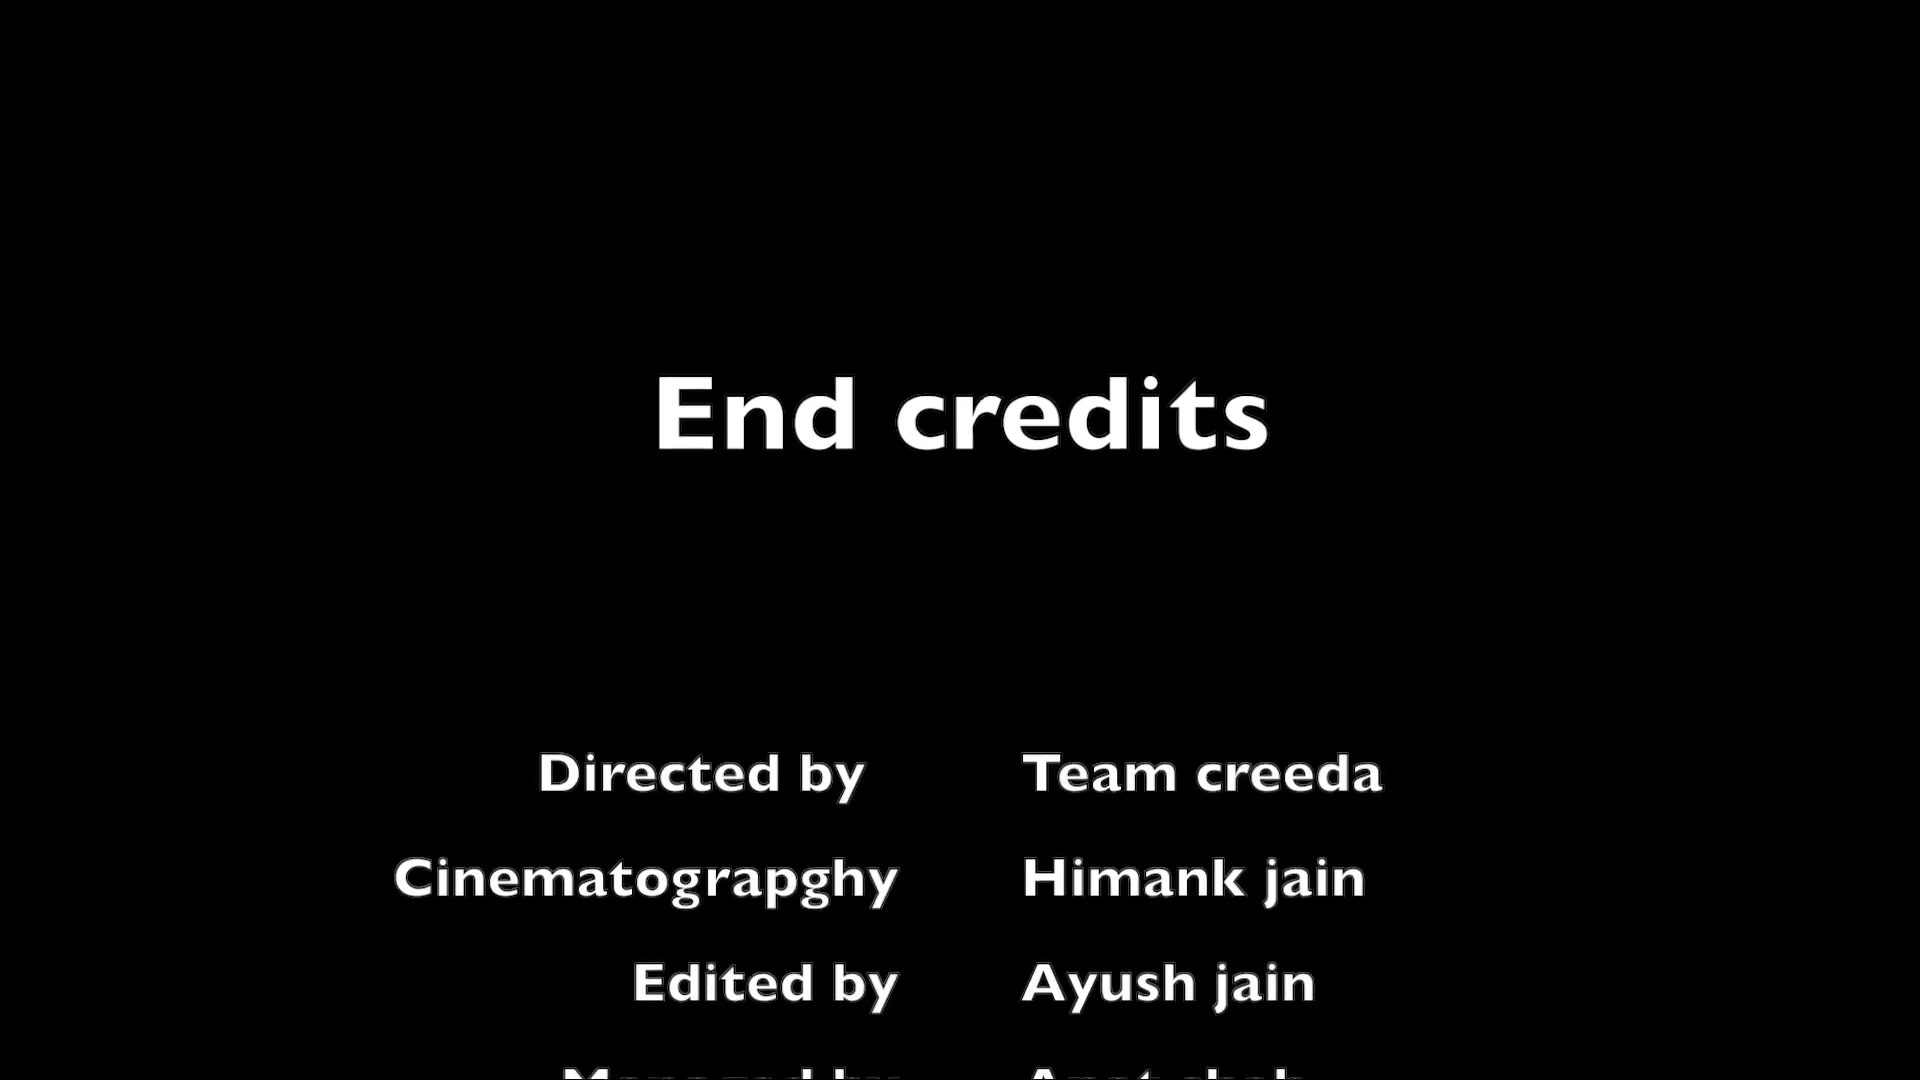 End credits
Directed by Team creeda
Cinematograpghy Himank jain
Edited by Ayush jain